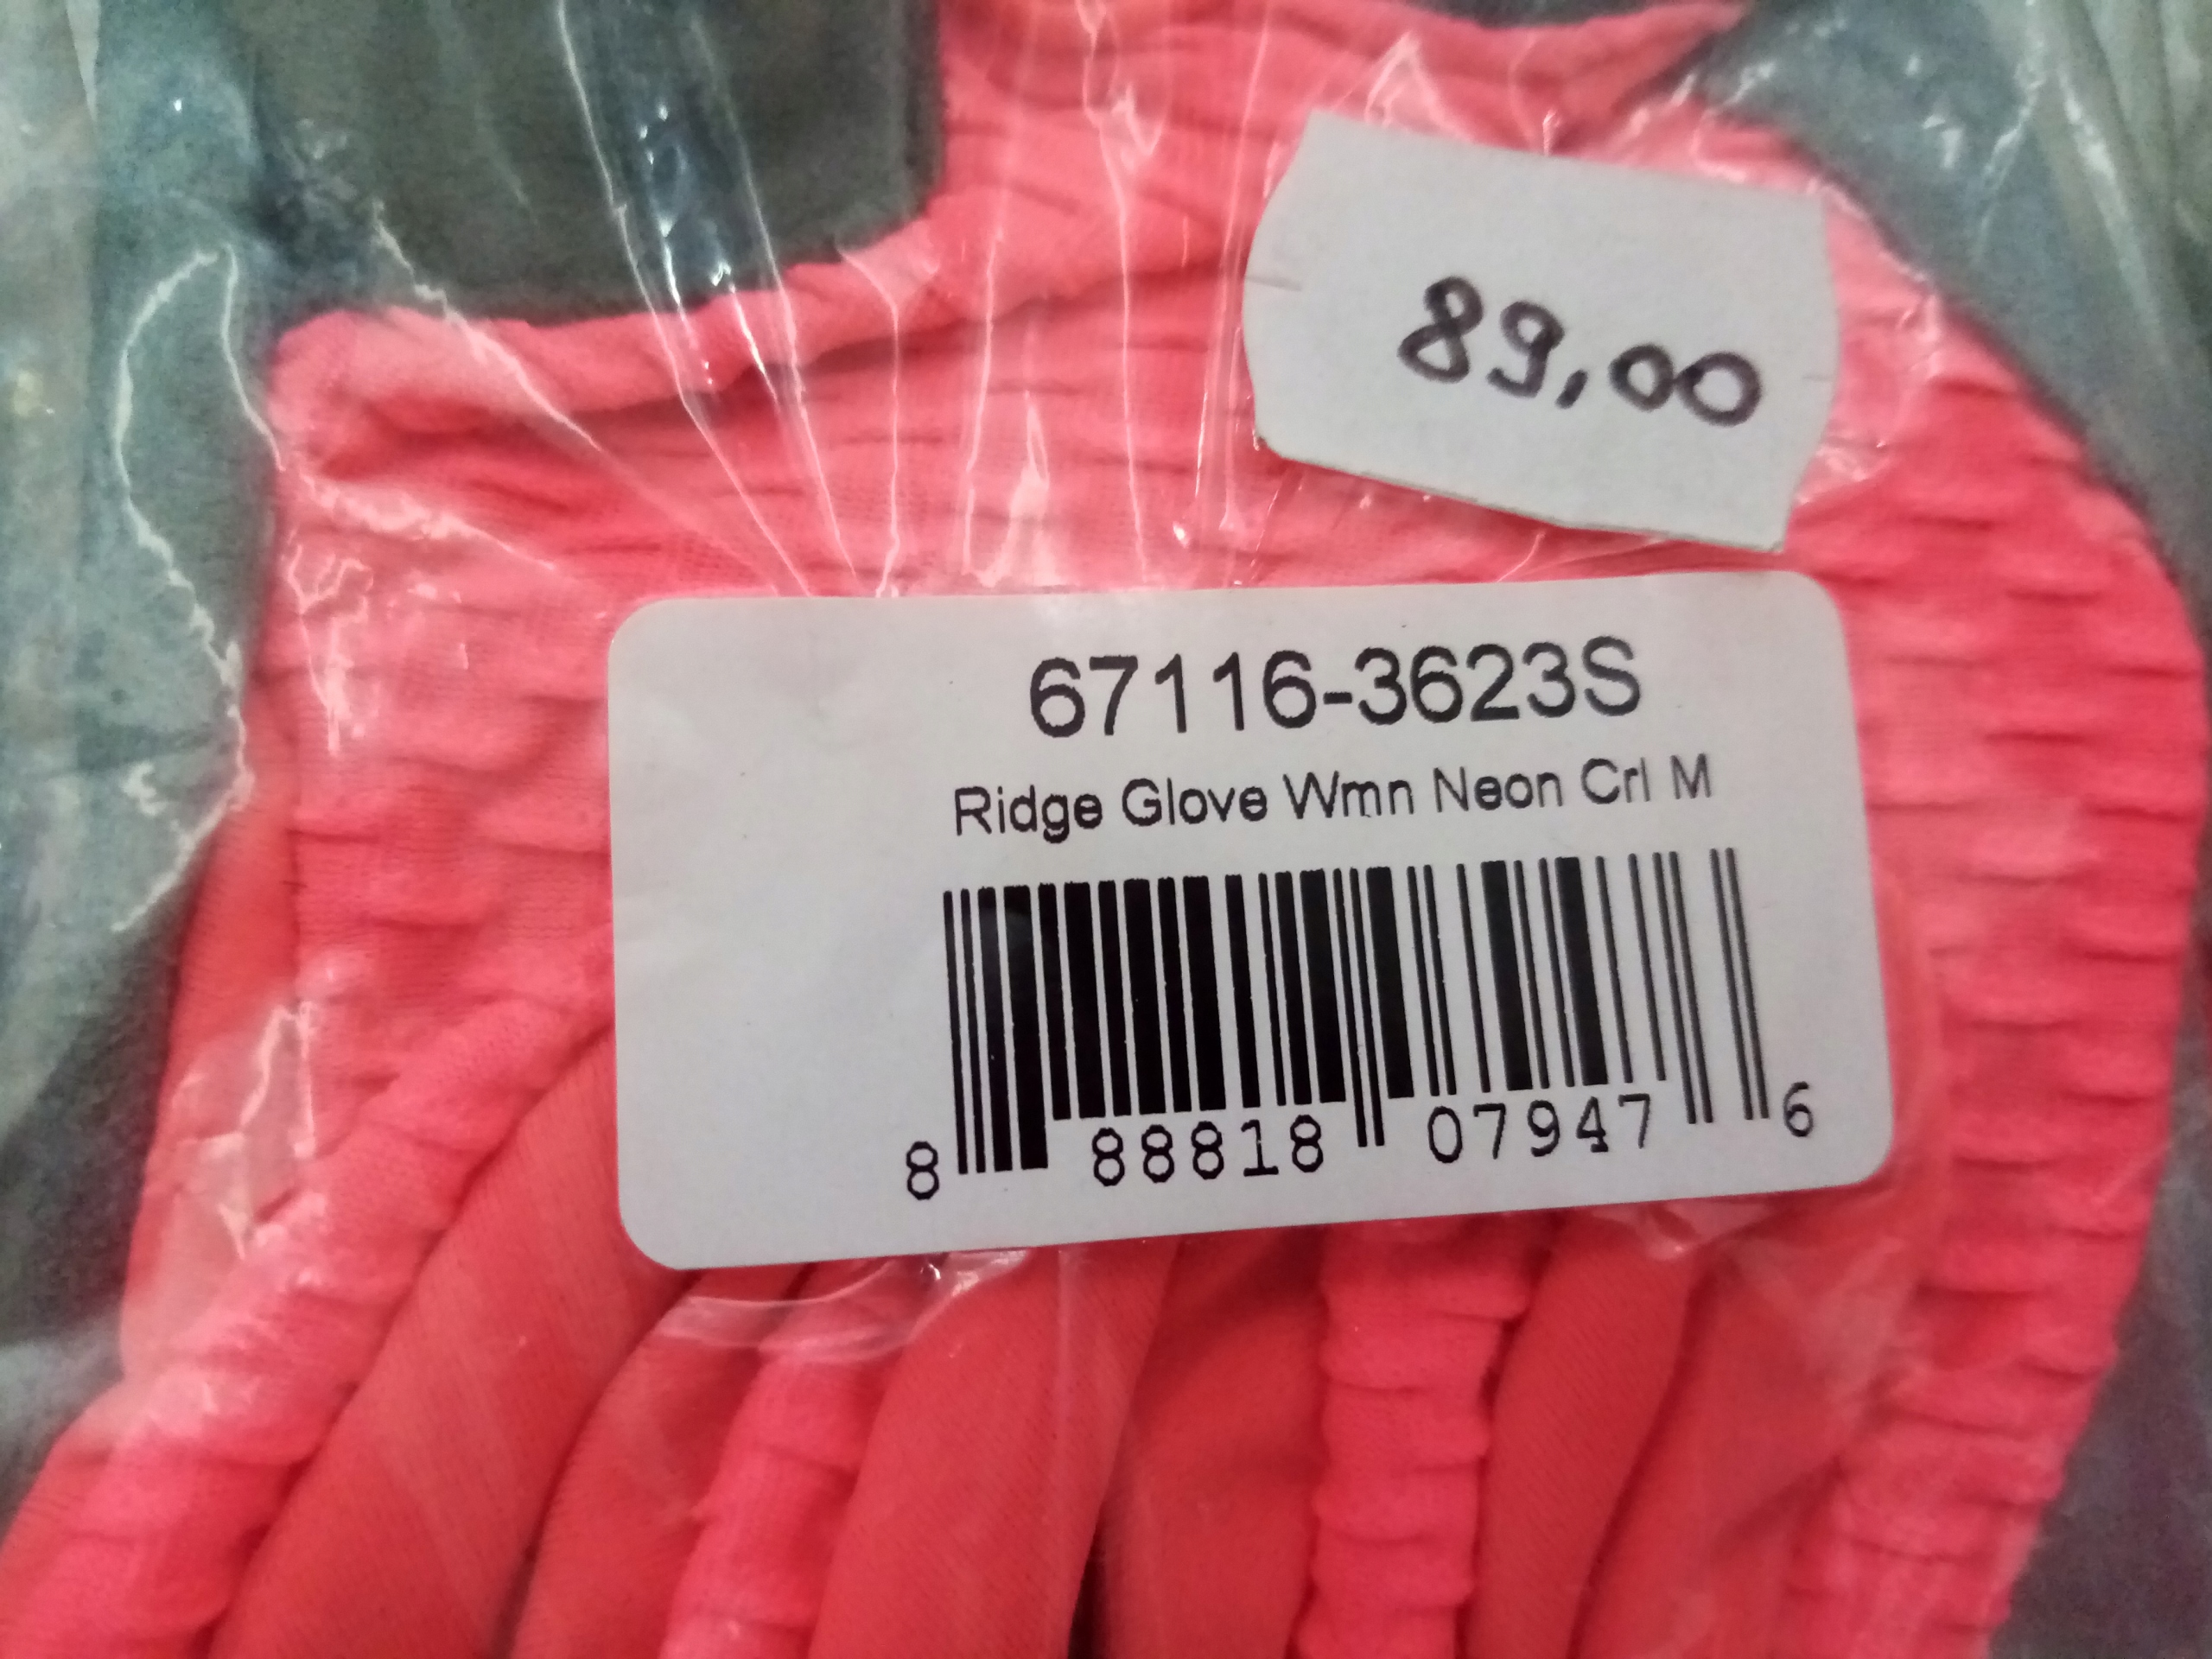 89,00
67116-3623S
Ridge Glove Wmn Neon Crl M
8 88818 07947 6